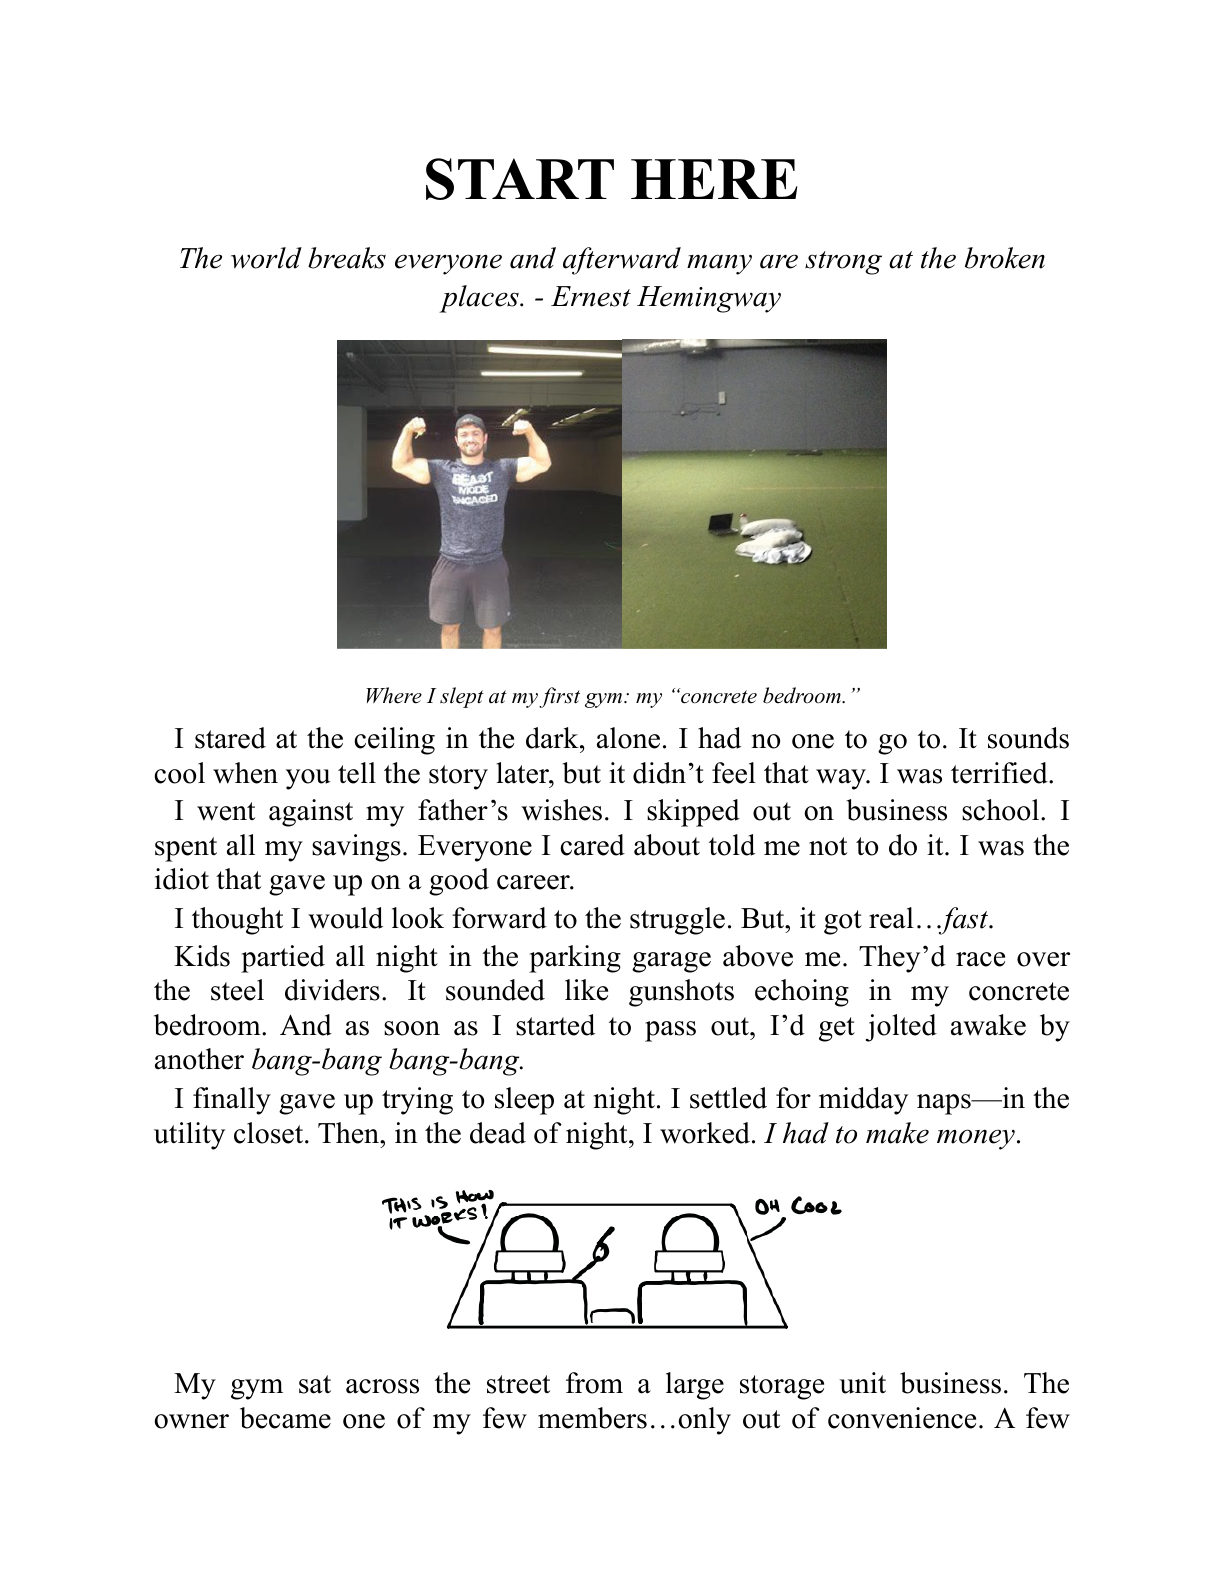 START HERE
The world breaks everyone and afterward many are strong at the broken
places. - Ernest Hemingway
BEAST
MODE
ENGAGED
Where I slept at my first gym: my “concrete bedroom.”
I stared at the ceiling in the dark, alone. I had no one to go to. It sounds
cool when you tell the story later, but it didn’t feel that way. I was terrified.
I went against my father’s wishes. I skipped out on business school. I
spent all my savings. Everyone I cared about told me not to do it. I was the
idiot that gave up on a good career.
I thought I would look forward to the struggle. But, it got real…fast.
Kids partied all night in the parking garage above me. They’d race over
the steel dividers. It sounded like gunshots echoing in my concrete
bedroom. And as soon as I started to pass out, I’d get jolted awake by
another bang-bang bang-bang.
I finally gave up trying to sleep at night. I settled for midday naps—in the
utility closet. Then, in the dead of night, I worked. I had to make money.
THIS IS HOW
IT WORKS!
OH COOL
My gym sat across the street from a large storage unit business. The
owner became one of my few members…only out of convenience. A few